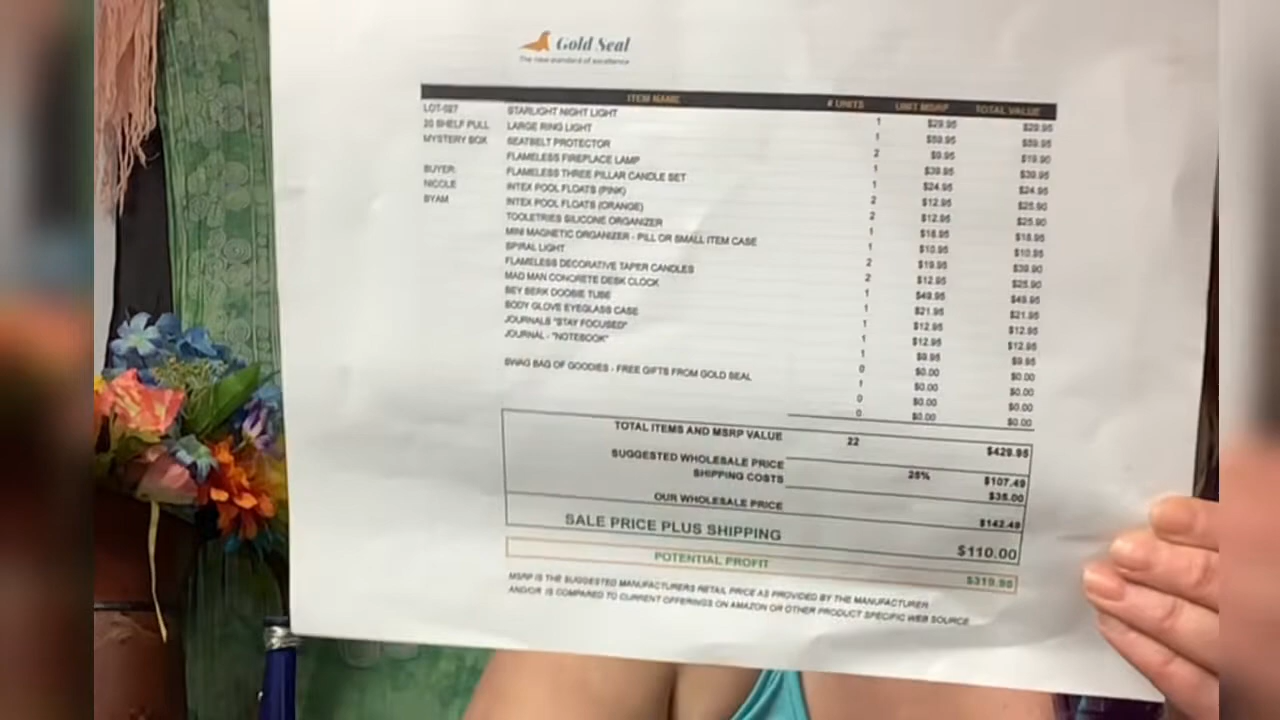 Gold Seal
The new standard of excellence
ITEM NAME # UNITS UNIT MSRP TOTAL VALUE
LOT-027 STARLIGHT NIGHT LIGHT 1 $29.95 $29.95
20 SHELF PULL LARGE RING LIGHT 1 $59.95 $59.95
MYSTERY BOX SEATBELT PROTECTOR 2 $9.95 $19.90
FLAMELESS FIREPLACE LAMP 1 $39.95 $39.95
BUYER: FLAMELESS THREE PILLAR CANDLE SET 1 $24.95 $24.95
NICOLE INTEX POOL FLOATS (PINK) 2 $12.95 $25.90
BYAM INTEX POOL FLOATS (ORANGE) 2 $12.95 $25.90
TOOLETRIES SILICONE ORGANIZER 1 $18.95 $18.95
MINI MAGNETIC ORGANIZER - PILL OR SMALL ITEM CASE 1 $10.95 $10.95
SPIRAL LIGHT 2 $19.95 $39.90
FLAMELESS DECORATIVE TAPER CANDLES 2 $12.95 $25.90
MAD MAN CONCRETE DESK CLOCK 1 $49.95 $49.95
BEY BERK DOOBIE TUBE 1 $21.95 $21.95
BODY GLOVE EYEGLASS CASE 1 $12.95 $12.95
JOURNALS "STAY FOCUSED" 1 $12.95 $12.95
JOURNAL - "NOTEBOOK" 1 $9.95 $9.95
0 $0.00 $0.00
SWAG BAG OF GOODIES - FREE GIFTS FROM GOLD SEAL 1 $0.00 $0.00
0 $0.00 $0.00
0 $0.00 $0.00
TOTAL ITEMS AND MSRP VALUE 22 $429.95
SUGGESTED WHOLESALE PRICE 25% $107.49
SHIPPING COSTS $35.00
OUR WHOLESALE PRICE $142.49
SALE PRICE PLUS SHIPPING $110.00
POTENTIAL PROFIT $319.95
MSRP IS THE SUGGESTED MANUFACTURERS RETAIL PRICE AS PROVIDED BY THE MANUFACTURER
AND/OR IS COMPARED TO CURRENT OFFERINGS ON AMAZON OR OTHER PRODUCT SPECIFIC WEB SOURCE